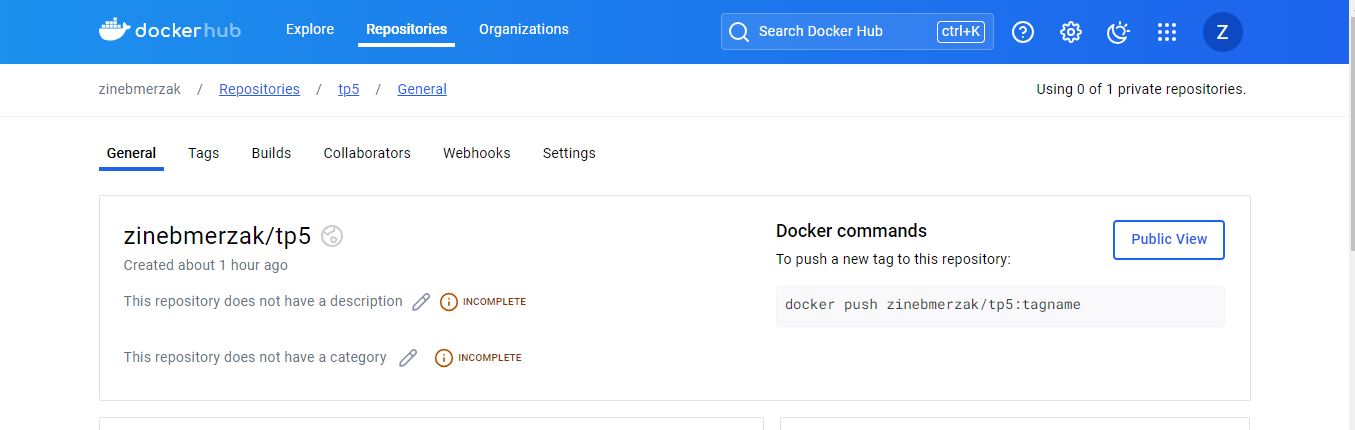 dockerhub
Explore
Repositories
Organizations
Search Docker Hub
ctrl+K
Z
zinebmerzak / Repositories / tp5 / General
Using 0 of 1 private repositories.
General
Tags
Builds
Collaborators
Webhooks
Settings
zinebmerzak/tp5
Created about 1 hour ago
This repository does not have a description
INCOMPLETE
This repository does not have a category
INCOMPLETE
Docker commands
Public View
To push a new tag to this repository:
docker push zinebmerzak/tp5:tagname